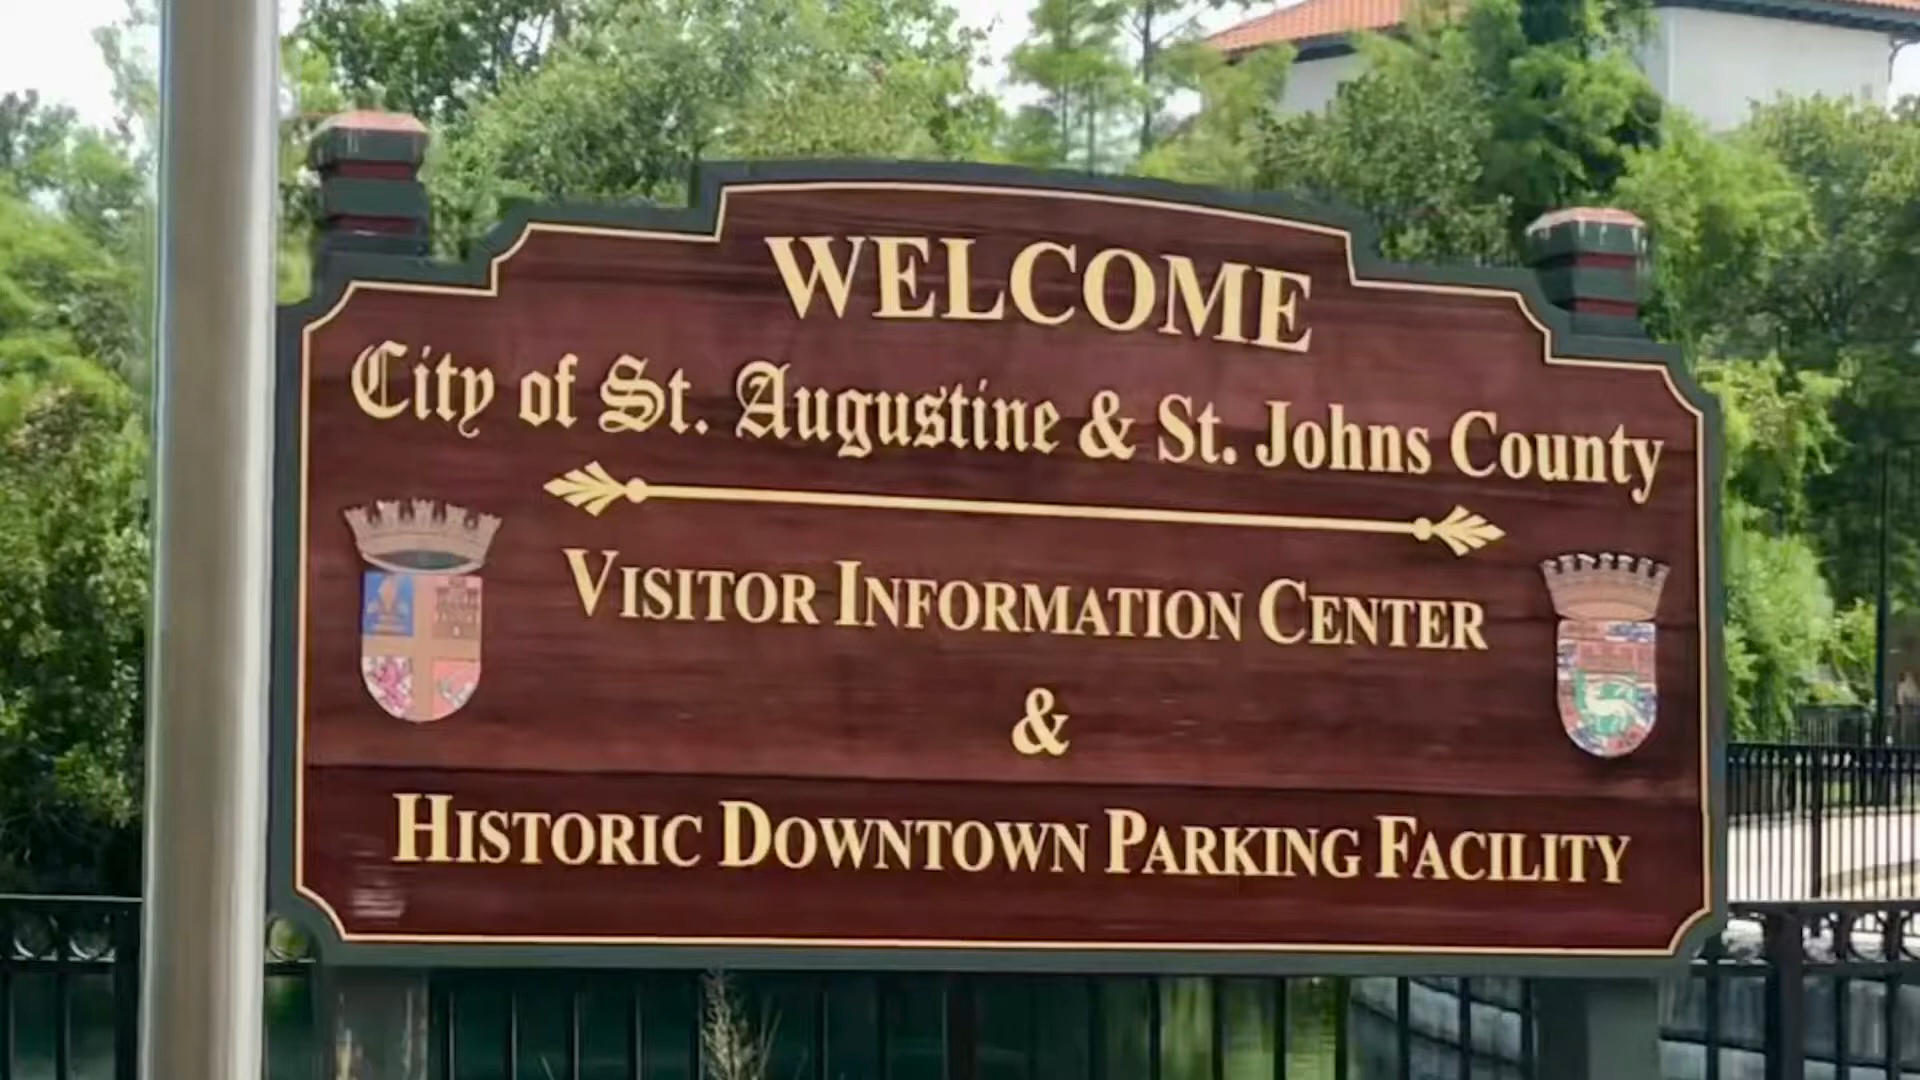 WELCOME
City of St. Augustine & St. Johns County
VISITOR INFORMATION CENTER
&
HISTORIC DOWNTOWN PARKING FACILITY